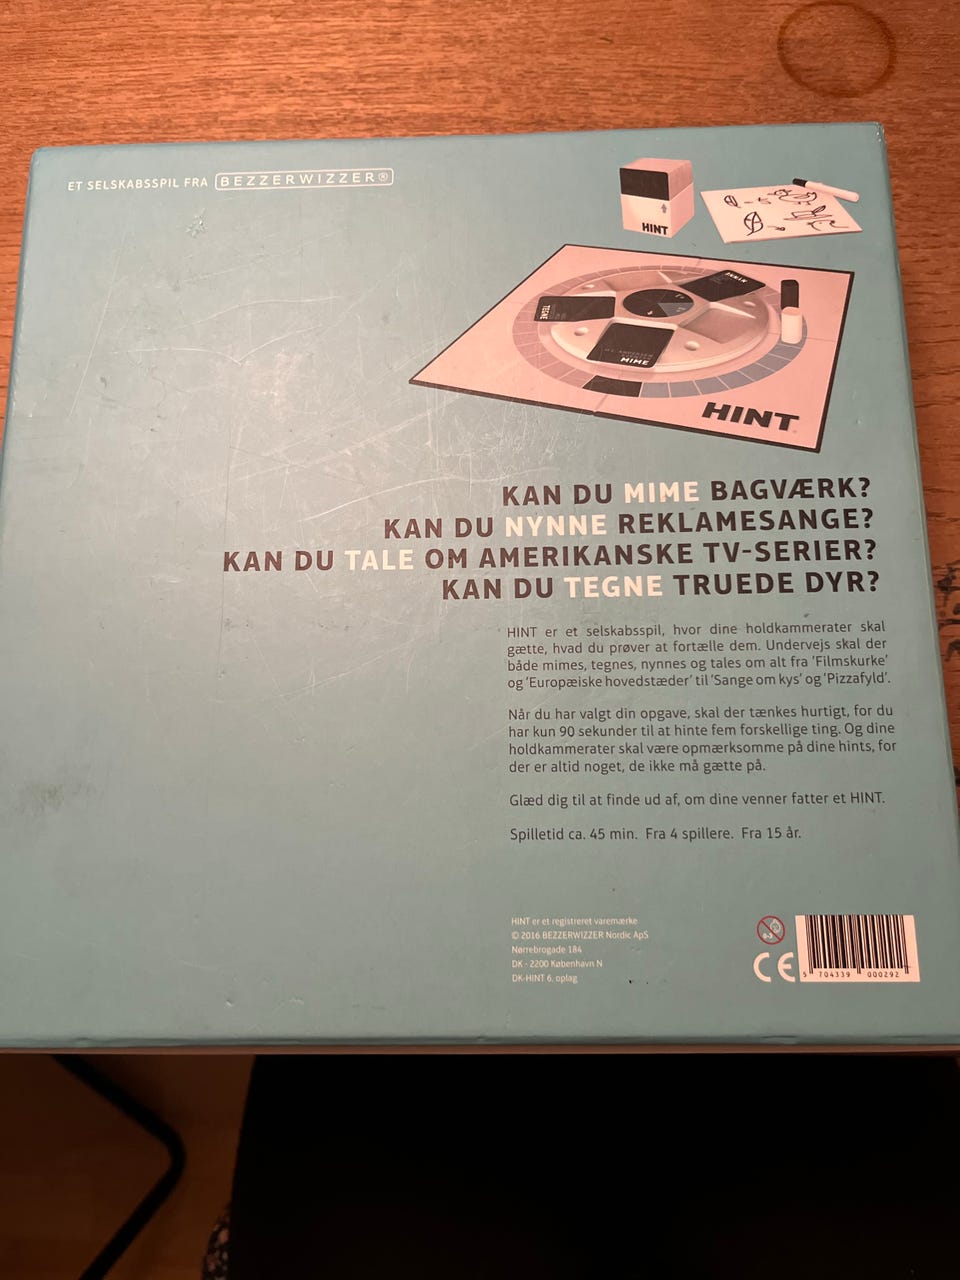 ET SELSKABSSPIL FRA BEZZERWIZZER®
HINT
TEGNE
MIME
HINT
KAN DU MIME BAGVÆRK?
KAN DU NYNNE REKLAMESANGE?
KAN DU TALE OM AMERIKANSKE TV-SERIER?
KAN DU TEGNE TRUEDE DYR?
HINT er et selskabsspil, hvor dine holdkammerater skal
gætte, hvad du prøver at fortælle dem. Undervejs skal der
både mimes, tegnes, nynnes og tales om alt fra 'Filmskurke'
og 'Europæiske hovedstæder' til 'Sange om kys' og 'Pizzafyld'.
Når du har valgt din opgave, skal der tænkes hurtigt, for du
har kun 90 sekunder til at hinte fem forskellige ting. Og dine
holdkammerater skal være opmærksomme på dine hints, for
der er altid noget, de ikke må gætte på.
Glæd dig til at finde ud af, om dine venner fatter et HINT.
Spilletid ca. 45 min. Fra 4 spillere. Fra 15 år.
HINT er et registreret varemærke
© 2016 BEZZERWIZZER Nordic ApS
Nørrebrogade 184
DK - 2200 København N
DK-HINT 6. oplag
0-3
CE
5 704339 000292